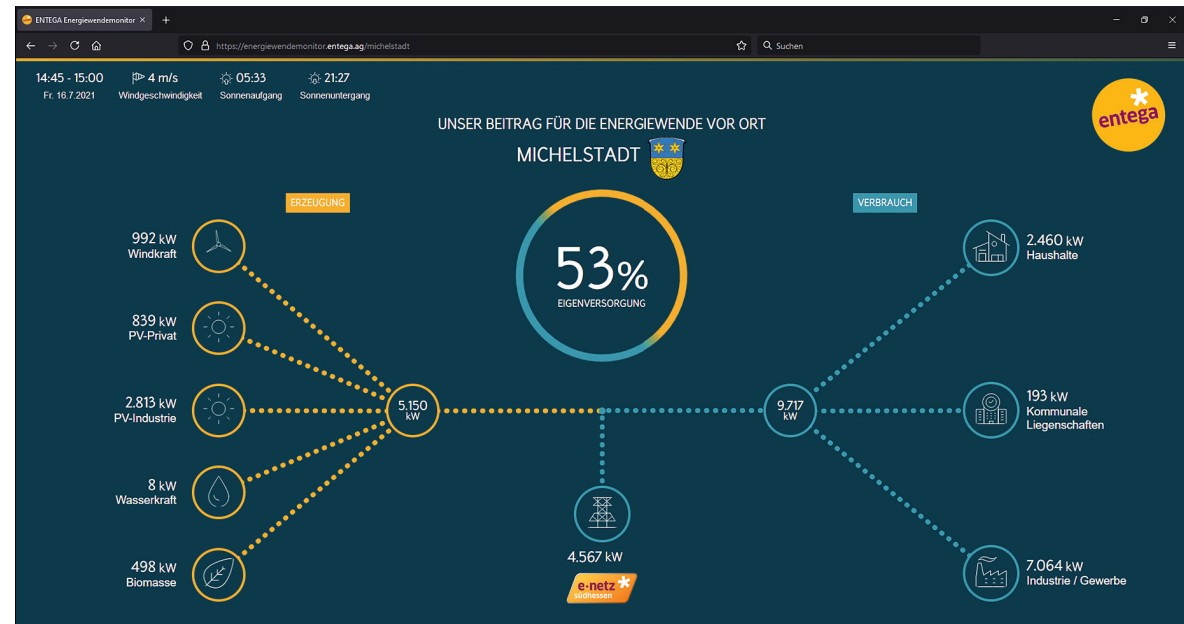 ENTEGA Energiewendemonitor
https://energiewendemonitor.entega.ag/michelstadt
Suchen
14:45 - 15:00
Fr. 16.7.2021
4 m/s
Windgeschwindigkeit
05:33
Sonnenaufgang
21:27
Sonnenuntergang
entega
UNSER BEITRAG FÜR DIE ENERGIEWENDE VOR ORT
MICHELSTADT
ERZEUGUNG
VERBRAUCH
53%
EIGENVERSORGUNG
992 kW
Windkraft
839 kW
PV-Privat
2.813 kW
PV-Industrie
8 kW
Wasserkraft
498 kW
Biomasse
5.150
kW
9.717
kW
4.567 kW
e·netz
südhessen
2.460 kW
Haushalte
193 kW
Kommunale
Liegenschaften
7.064 kW
Industrie / Gewerbe